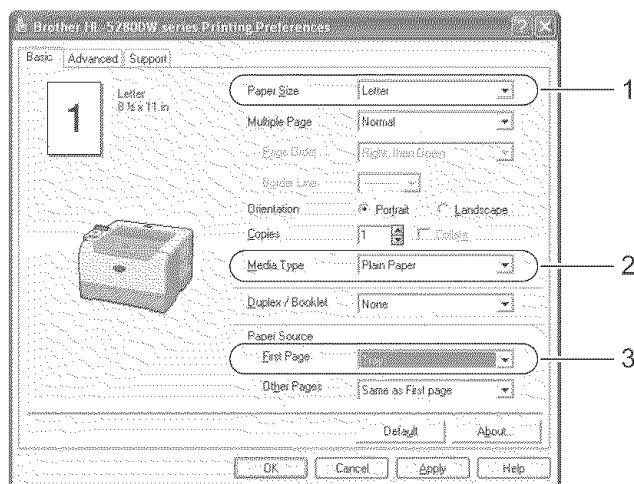 Brother HL-5280DW series Printing Preferences
Basic Advanced Support
1
Letter
8 ½ x 11 in
Paper Size Letter 1
Multiple Page Normal
Page Order Right, then Down
Border Line
Orientation Portrait Landscape
Copies 1 Collate
Media Type Plain Paper 2
Duplex / Booklet None
Paper Source
First Page 3
Other Pages Same as First page
Default About...
OK Cancel Apply Help